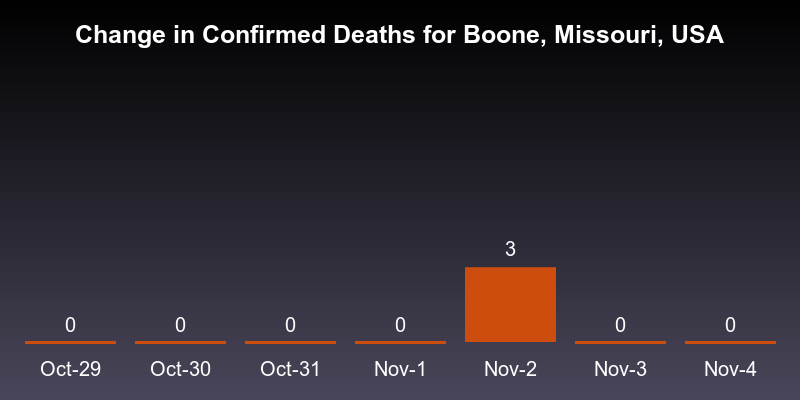 Change in Confirmed Deaths for Boone, Missouri, USA
3
0 0 0 0 0 0
Oct-29 Oct-30 Oct-31 Nov-1 Nov-2 Nov-3 Nov-4